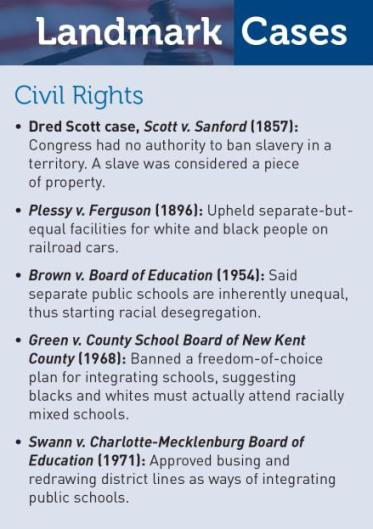 Landmark Cases
Civil Rights
• Dred Scott case, Scott v. Sanford (1857):
Congress had no authority to ban slavery in a
territory. A slave was considered a piece
of property.
• Plessy v. Ferguson (1896): Upheld separate-but-
equal facilities for white and black people on
railroad cars.
• Brown v. Board of Education (1954): Said
separate public schools are inherently unequal,
thus starting racial desegregation.
• Green v. County School Board of New Kent
County (1968): Banned a freedom-of-choice
plan for integrating schools, suggesting
blacks and whites must actually attend racially
mixed schools.
• Swann v. Charlotte-Mecklenburg Board of
Education (1971): Approved busing and
redrawing district lines as ways of integrating
public schools.